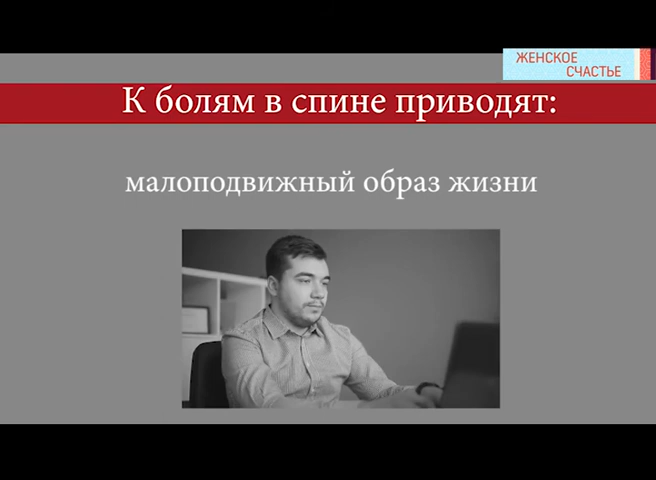 ЖЕНСКОЕ
СЧАСТЬЕ
К болям в спине приводят:
малоподвижный образ жизни